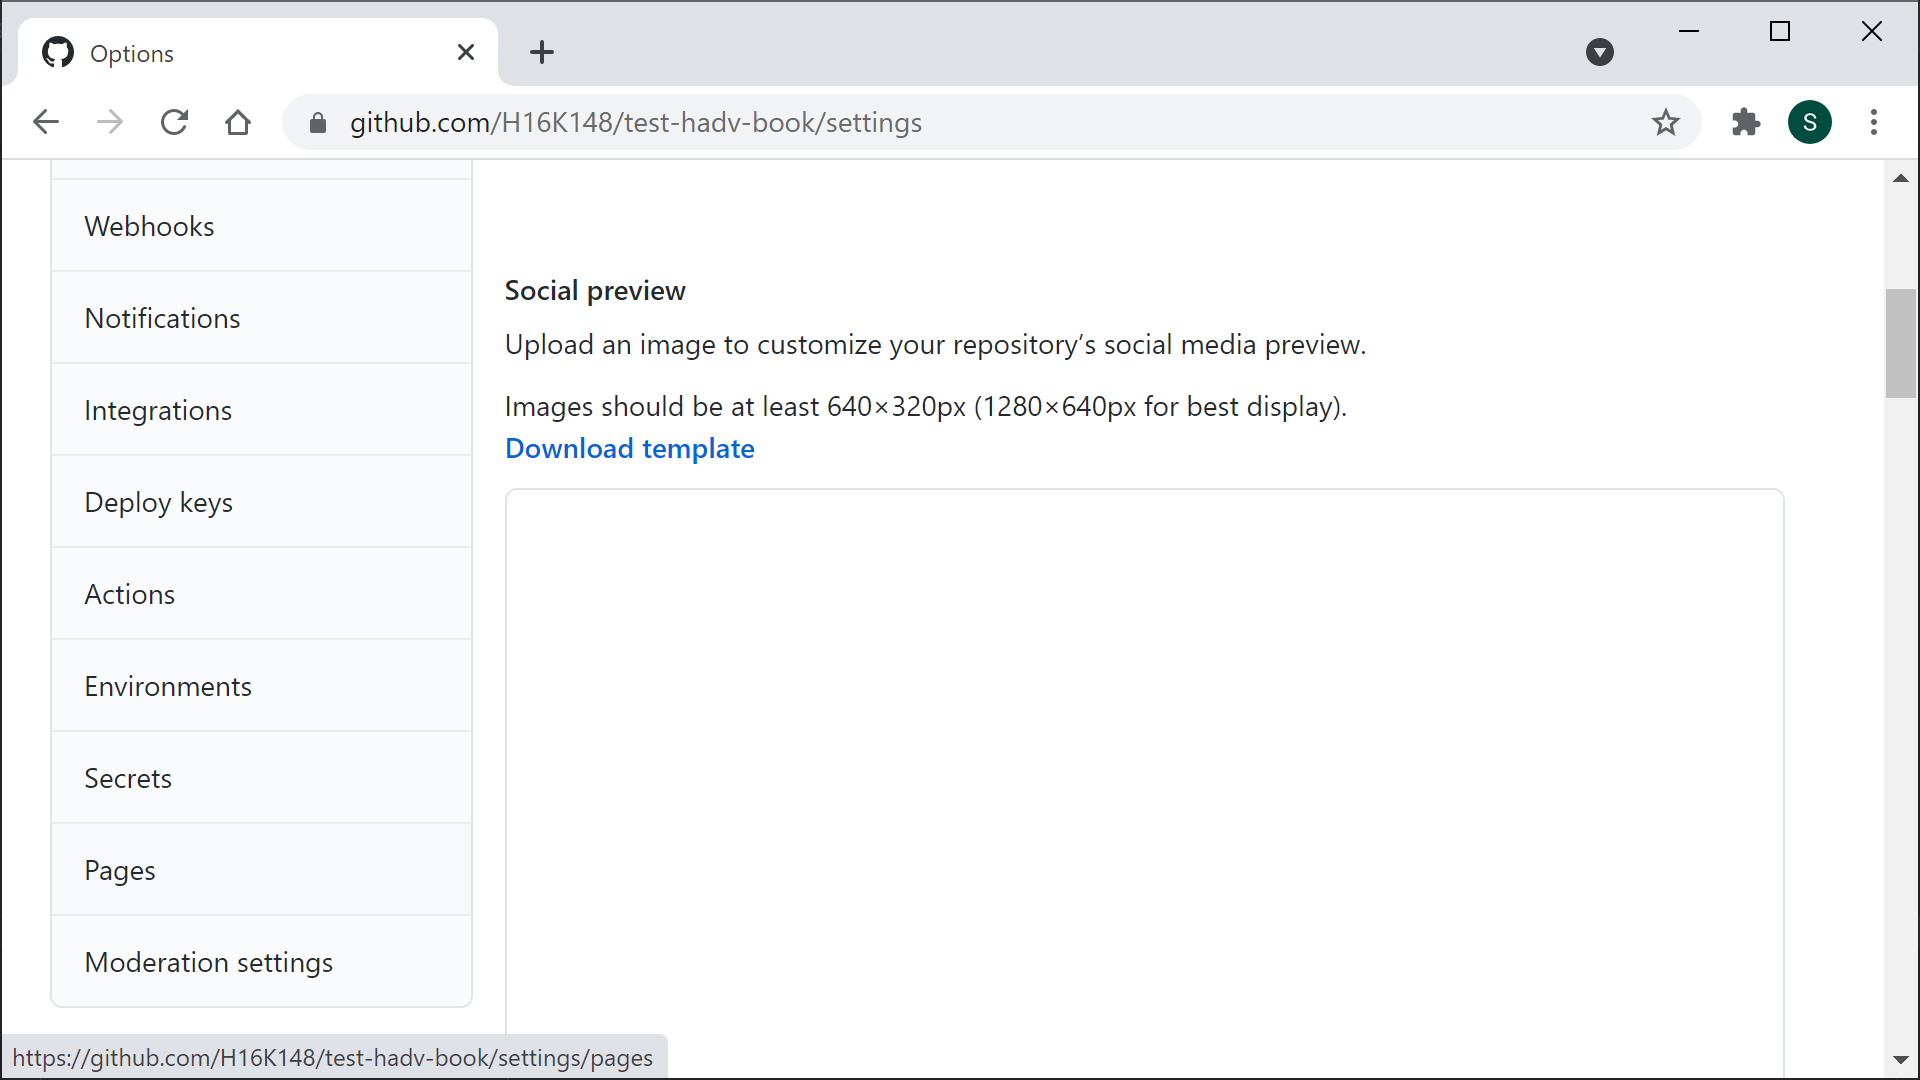 Options
github.com/H16K148/test-hadv-book/settings
S
Webhooks
Notifications
Integrations
Deploy keys
Actions
Environments
Secrets
Pages
Moderation settings
Social preview
Upload an image to customize your repository’s social media preview.
Images should be at least 640×320px (1280×640px for best display).
Download template
https://github.com/H16K148/test-hadv-book/settings/pages